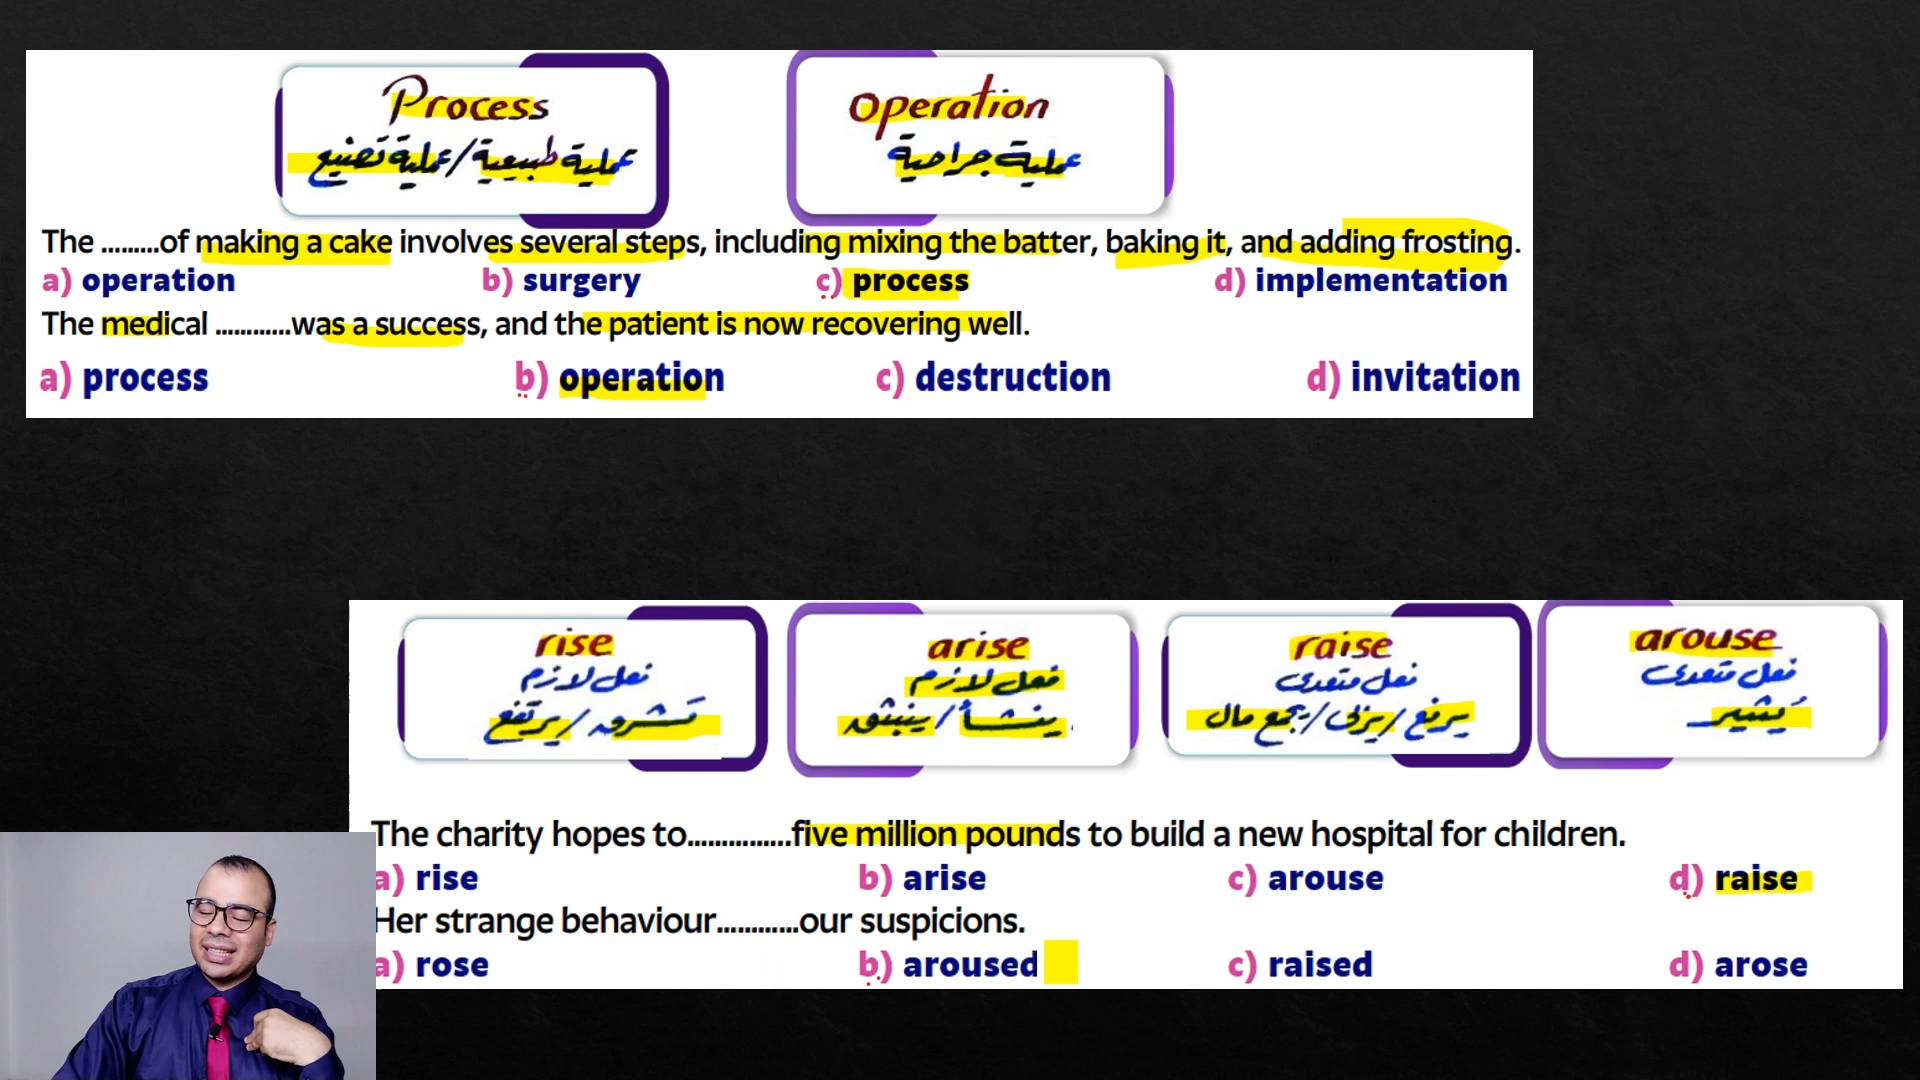 Process
عملية طبيعية/عملية تصنيع
operation
عملية جراحية
The .........of making a cake involves several steps, including mixing the batter, baking it, and adding frosting.
a) operation b) surgery c) process d) implementation
The medical ............was a success, and the patient is now recovering well.
a) process b) operation c) destruction d) invitation
rise
فعل لازم
تشرق/يرتفع
arise
فعل لازم
ينشأ/ينبثق
raise
فعل متعدى
يرفع/يربى/يجمع مال
arouse
فعل متعدى
يُثير
The charity hopes to...............five million pounds to build a new hospital for children.
a) rise b) arise c) arouse d) raise
Her strange behaviour............our suspicions.
a) rose b) aroused c) raised d) arose